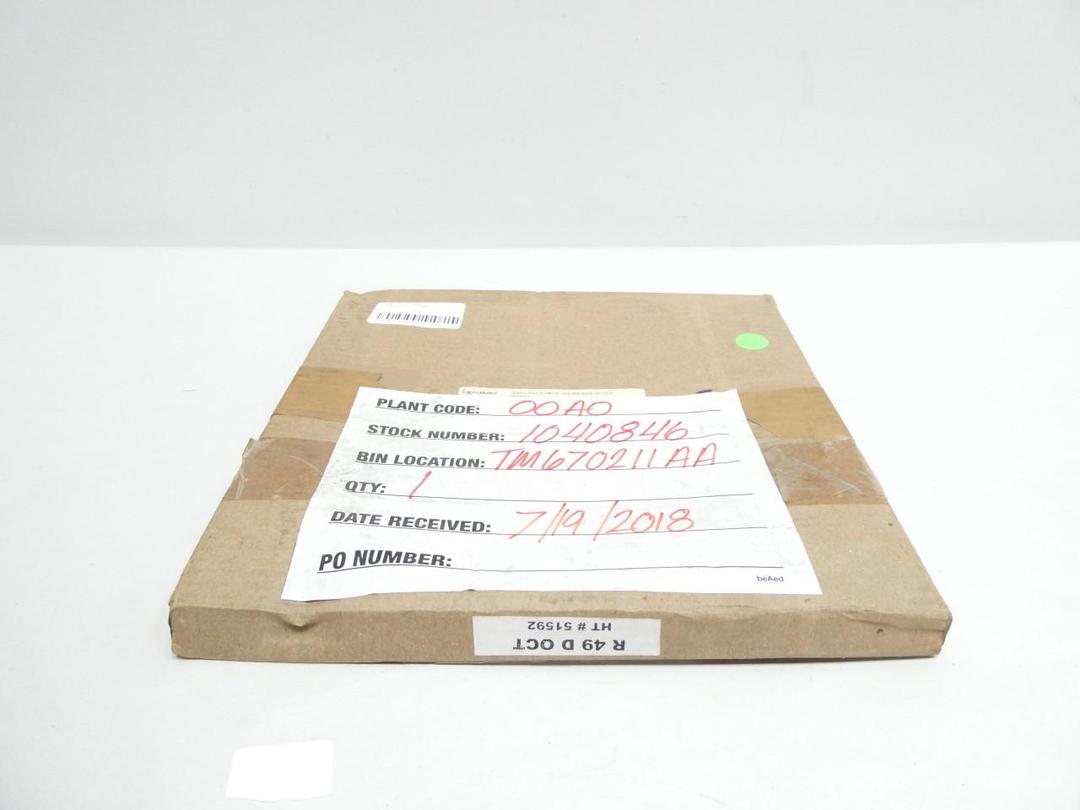 PLANT CODE: 00A0
STOCK NUMBER: 1040846
BIN LOCATION: TM670211AA
QTY: 1
DATE RECEIVED: 7/19/2018
PO NUMBER:
beAed
R 49 D OCT
HT # 51592